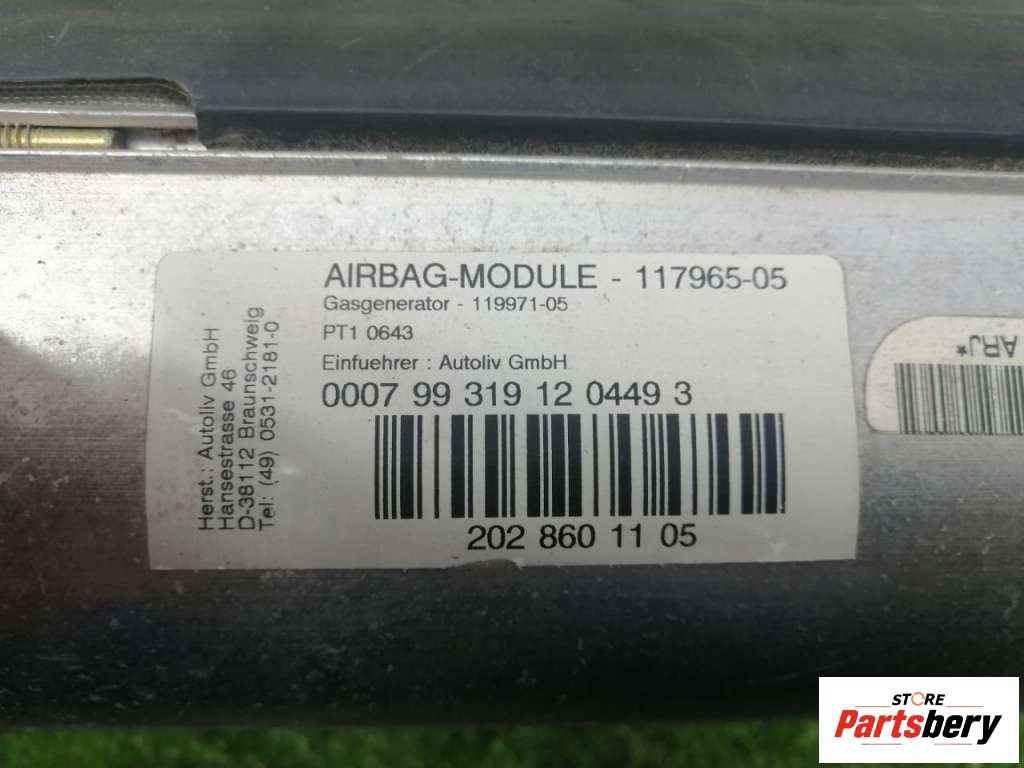 AIRBAG-MODULE - 117965-05
Gasgenerator - 119971-05
PT1 0643
Einfuehrer : Autoliv GmbH
0007 99 319 12 0449 3
202 860 11 05
Herst.: Autoliv GmbH
Hansestrasse 46
D-38112 Braunschweig
Tel: (49) 0531-2181-0
ARJ*
STORE
Partsbery